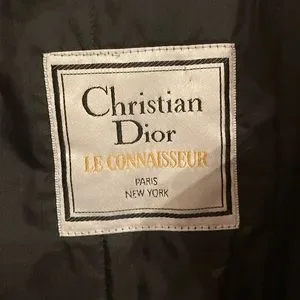 Christian
Dior
LE CONNAISSEUR
PARIS
NEW YORK